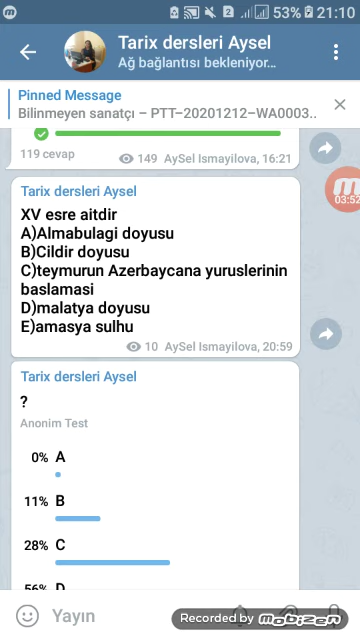 53% 21:10
Tarix dersleri Aysel
Ağ bağlantısı bekleniyor...
Pinned Message
Bilinmeyen sanatçı – PTT–20201212–WA0003..
119 cevap 149 AySel Ismayilova, 16:21
03:52
Tarix dersleri Aysel
XV esre aitdir
A)Almabulagi doyusu
B)Cildir doyusu
C)teymurun Azerbaycana yuruslerinin
baslamasi
D)malatya doyusu
E)amasya sulhu
10 AySel Ismayilova, 20:59
Tarix dersleri Aysel
?
Anonim Test
0% A
11% B
28% C
56% D
Yayın
Recorded by mobizen